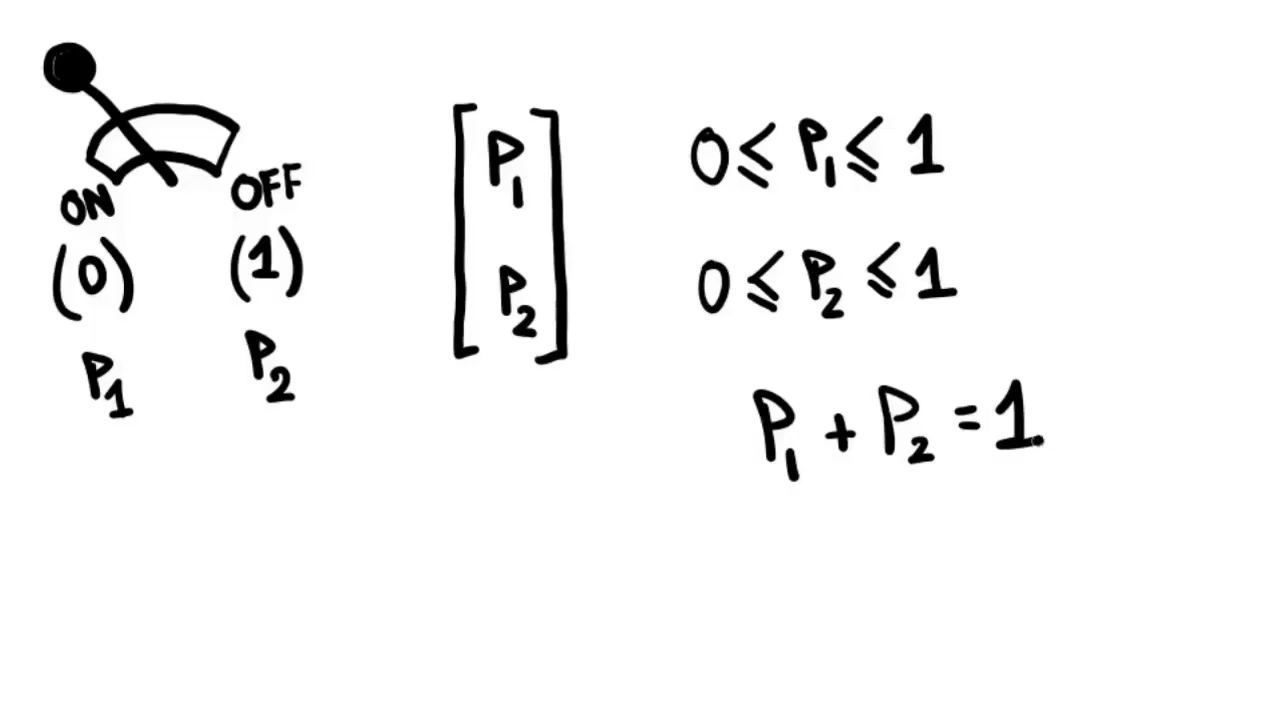 ON OFF
(0) (1)
P1 P2
[P1
P2]
0 ≤ P1 ≤ 1
0 ≤ P2 ≤ 1
P1 + P2 = 1.